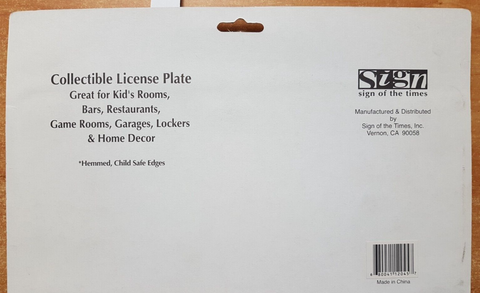 Collectible License Plate
Great for Kid's Rooms,
Bars, Restaurants,
Game Rooms, Garages, Lockers
& Home Decor
*Hemmed, Child Safe Edges
Sign
sign of the times
Manufactured & Distributed
by
Sign of the Times, Inc.
Vernon, CA 90058
Made in China